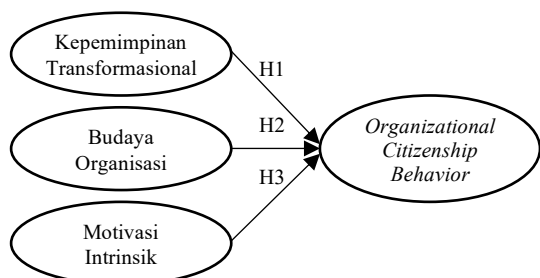 Kepemimpinan
Transformasional
H1
Budaya
Organisasi
H2
Organizational
Citizenship
Behavior
H3
Motivasi
Intrinsik